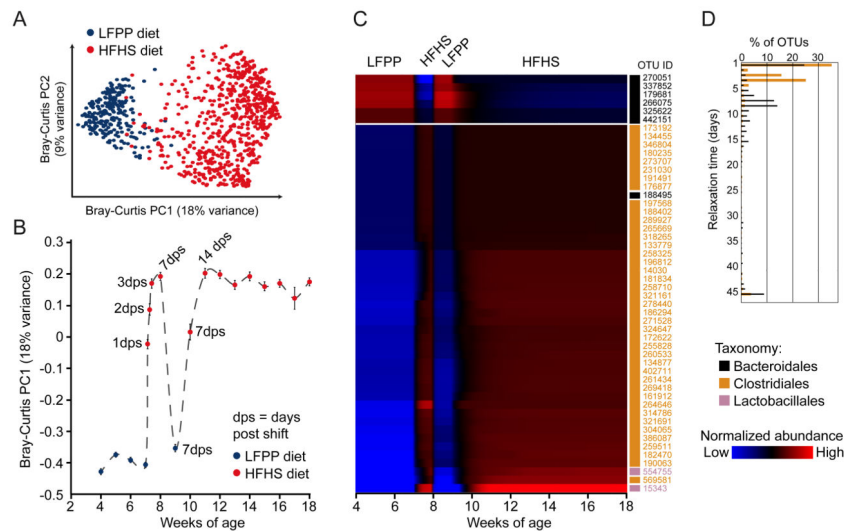 A
LFPP diet
HFHS diet
Bray-Curtis PC2
(9% variance)
Bray-Curtis PC1 (18% variance)
B
0.3
0.2
0.1
0
-0.1
-0.2
-0.3
-0.4
-0.5
Bray-Curtis PC1 (18% variance)
7dps
14 dps
3dps
2dps
1dps
7dps
7dps
dps = days
post shift
LFPP diet
HFHS diet
2 4 6 8 10 12 14 16 18
Weeks of age
C
LFPP HFHS LFPP HFHS
OTU ID
270051
337852
179681
266075
325622
442151
173192
134455
346804
180235
273707
231030
191491
176877
188495
197568
188402
289927
265669
318265
133779
258325
196812
14030
181834
258710
321161
278440
186294
271528
324647
172622
255828
260533
134877
402711
261434
269418
161912
264646
314786
321691
304065
386087
259511
182470
190063
554755
569581
15343
4 6 8 10 12 14 16 18
Weeks of age
D
% of OTUs
0 10 20 30
1
5
10
15
20
25
30
35
40
45
Relaxation time (days)
Taxonomy:
Bacteroidales
Clostridiales
Lactobacillales
Normalized abundance
Low High